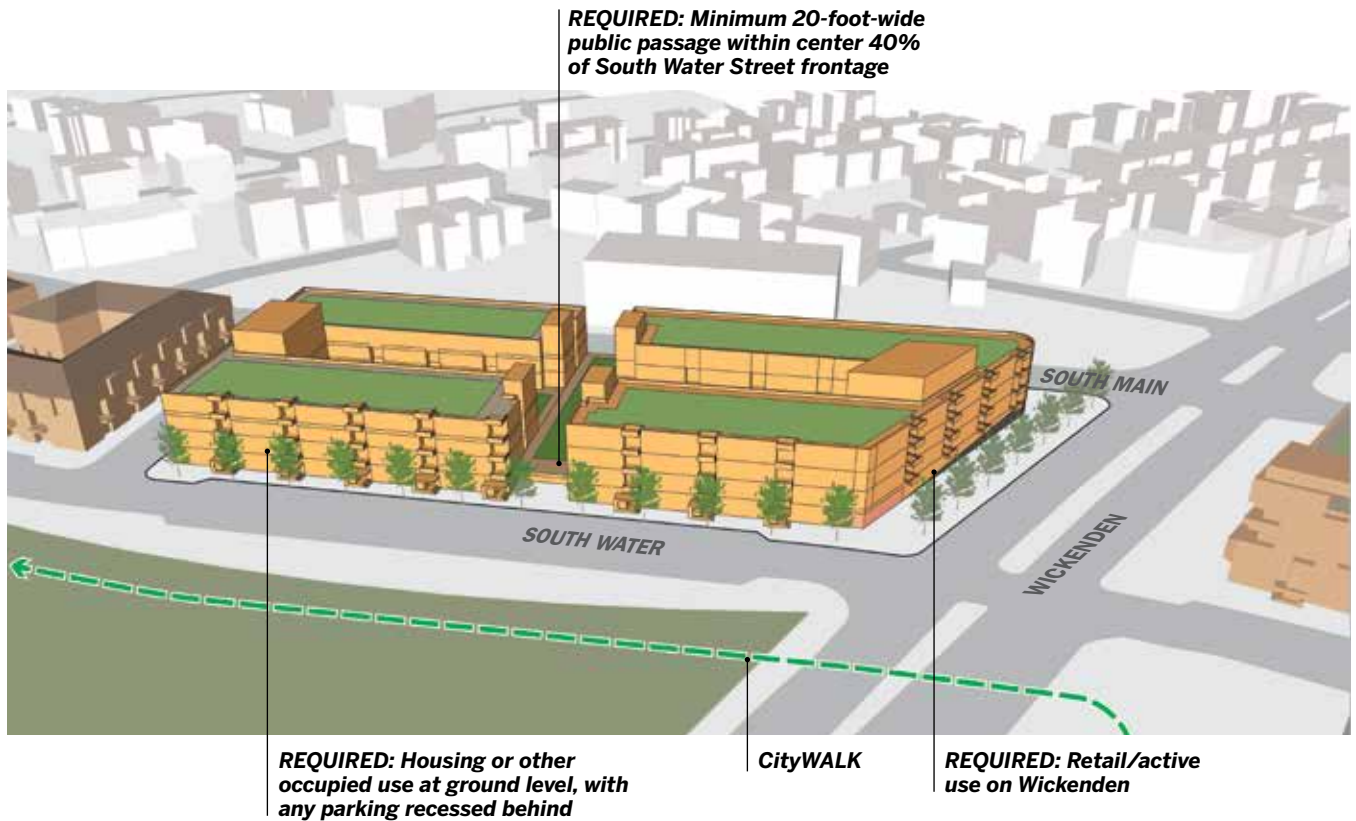 REQUIRED: Minimum 20-foot-wide
public passage within center 40%
of South Water Street frontage
SOUTH MAIN
SOUTH WATER
WICKENDEN
REQUIRED: Housing or other
occupied use at ground level, with
any parking recessed behind
CityWALK
REQUIRED: Retail/active
use on Wickenden